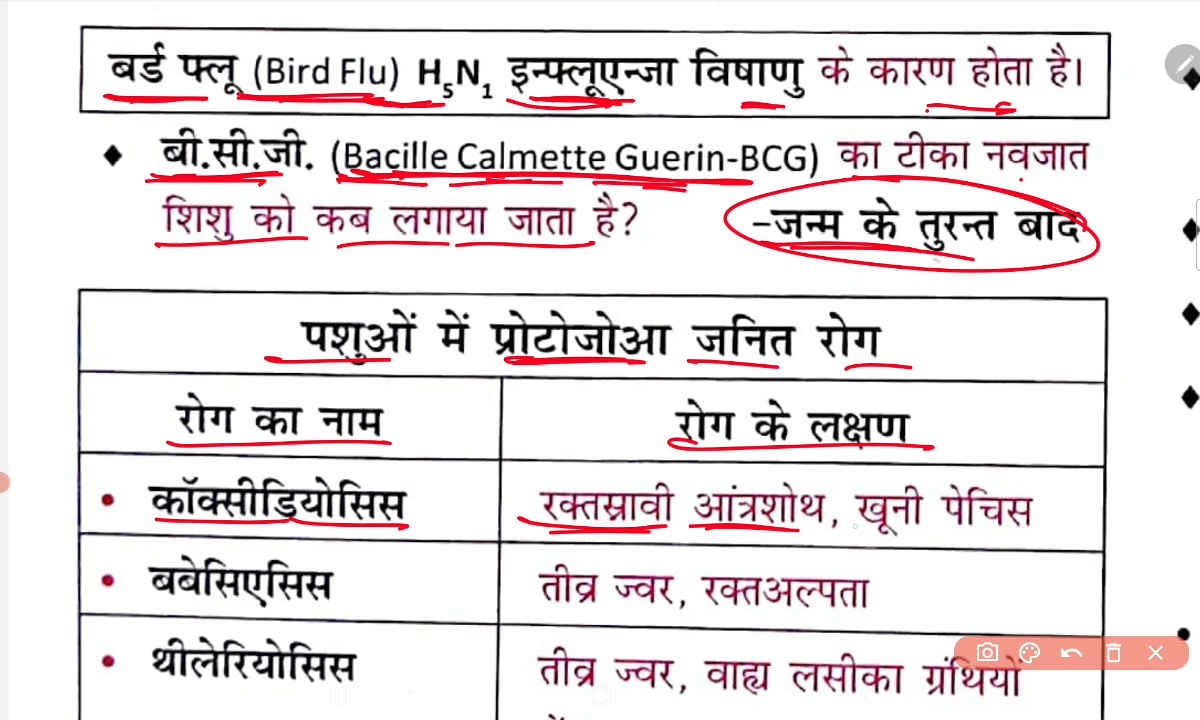 बर्ड फ्लू (Bird Flu) H₅N₁ इन्फ्लूएन्जा विषाणु के कारण होता है।
♦ बी.सी.जी. (Bacille Calmette Guerin-BCG) का टीका नवजात
शिशु को कब लगाया जाता है? –जन्म के तुरन्त बाद
पशुओं में प्रोटोजोआ जनित रोग
रोग का नाम रोग के लक्षण
• कॉक्सीडियोसिस रक्तस्रावी आंत्रशोथ, खूनी पेचिस
• बबेसिएसिस तीव्र ज्वर, रक्तअल्पता
• थीलेरियोसिस तीव्र ज्वर, वाह्य लसीका ग्रंथियों